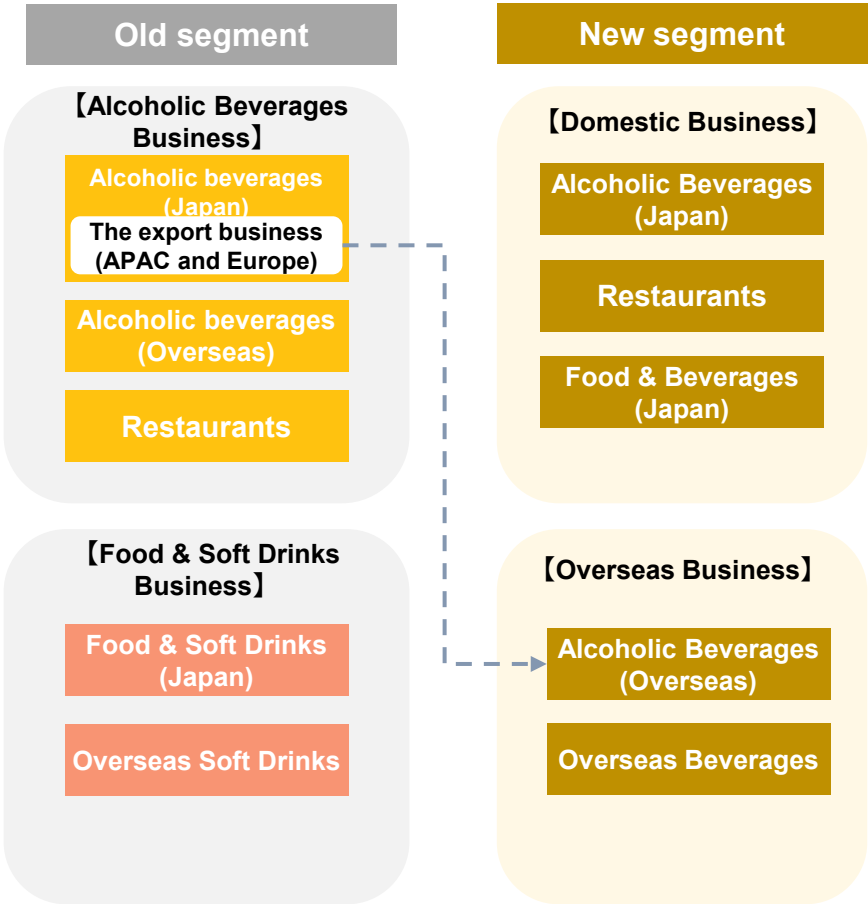 Old segment
【Alcoholic Beverages
Business】
Alcoholic beverages
(Japan)
The export business
(APAC and Europe)
Alcoholic beverages
(Overseas)
Restaurants
【Food & Soft Drinks
Business】
Food & Soft Drinks
(Japan)
Overseas Soft Drinks
New segment
【Domestic Business】
Alcoholic Beverages
(Japan)
Restaurants
Food & Beverages
(Japan)
【Overseas Business】
Alcoholic Beverages
(Overseas)
Overseas Beverages